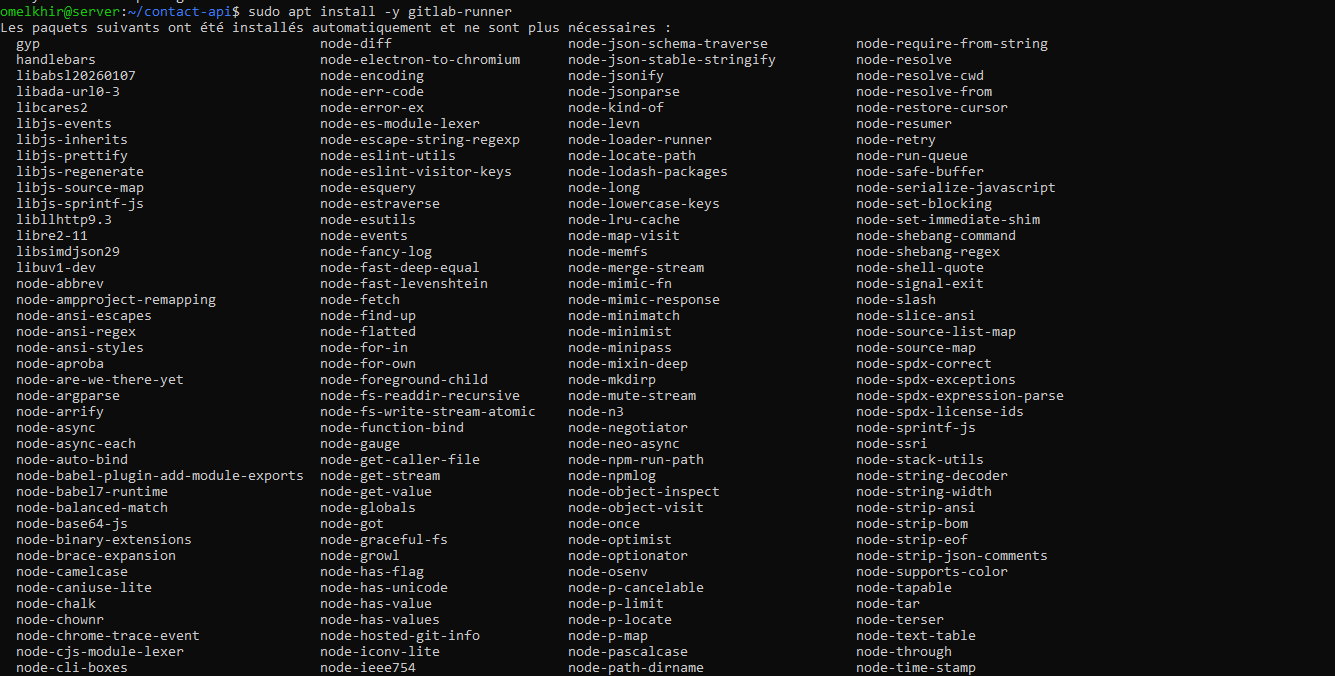 omelkhir@server:~/contact-api$ sudo apt install -y gitlab-runner
Les paquets suivants ont été installés automatiquement et ne sont plus nécessaires :
gyp node-diff node-json-schema-traverse node-require-from-string
handlebars node-electron-to-chromium node-json-stable-stringify node-resolve
libabsl20260107 node-encoding node-jsonify node-resolve-cwd
libada-url0-3 node-err-code node-jsonparse node-resolve-from
libcares2 node-error-ex node-kind-of node-restore-cursor
libjs-events node-es-module-lexer node-levn node-resumer
libjs-inherits node-escape-string-regexp node-loader-runner node-retry
libjs-prettify node-eslint-utils node-locate-path node-run-queue
libjs-regenerate node-eslint-visitor-keys node-lodash-packages node-safe-buffer
libjs-source-map node-esquery node-long node-serialize-javascript
libjs-sprintf-js node-estraverse node-lowercase-keys node-set-blocking
libllhttp9.3 node-esutils node-lru-cache node-set-immediate-shim
libre2-11 node-events node-map-visit node-shebang-command
libsimdjson29 node-fancy-log node-memfs node-shebang-regex
libuv1-dev node-fast-deep-equal node-merge-stream node-shell-quote
node-abbrev node-fast-levenshtein node-mimic-fn node-signal-exit
node-ampproject-remapping node-fetch node-mimic-response node-slash
node-ansi-escapes node-find-up node-minimatch node-slice-ansi
node-ansi-regex node-flatted node-minimist node-source-list-map
node-ansi-styles node-for-in node-minipass node-source-map
node-aproba node-for-own node-mixin-deep node-spdx-correct
node-are-we-there-yet node-foreground-child node-mkdirp node-spdx-exceptions
node-argparse node-fs-readdir-recursive node-mute-stream node-spdx-expression-parse
node-arrify node-fs-write-stream-atomic node-n3 node-spdx-license-ids
node-async node-function-bind node-negotiator node-sprintf-js
node-async-each node-gauge node-neo-async node-ssri
node-auto-bind node-get-caller-file node-npm-run-path node-stack-utils
node-babel-plugin-add-module-exports node-get-stream node-npmlog node-string-decoder
node-babel7-runtime node-get-value node-object-inspect node-string-width
node-balanced-match node-globals node-object-visit node-strip-ansi
node-base64-js node-got node-once node-strip-bom
node-binary-extensions node-graceful-fs node-optimist node-strip-eof
node-brace-expansion node-growl node-optionator node-strip-json-comments
node-camelcase node-has-flag node-osenv node-supports-color
node-caniuse-lite node-has-unicode node-p-cancelable node-tapable
node-chalk node-has-value node-p-limit node-tar
node-chownr node-has-values node-p-locate node-terser
node-chrome-trace-event node-hosted-git-info node-p-map node-text-table
node-cjs-module-lexer node-iconv-lite node-pascalcase node-through
node-cli-boxes node-ieee754 node-path-dirname node-time-stamp